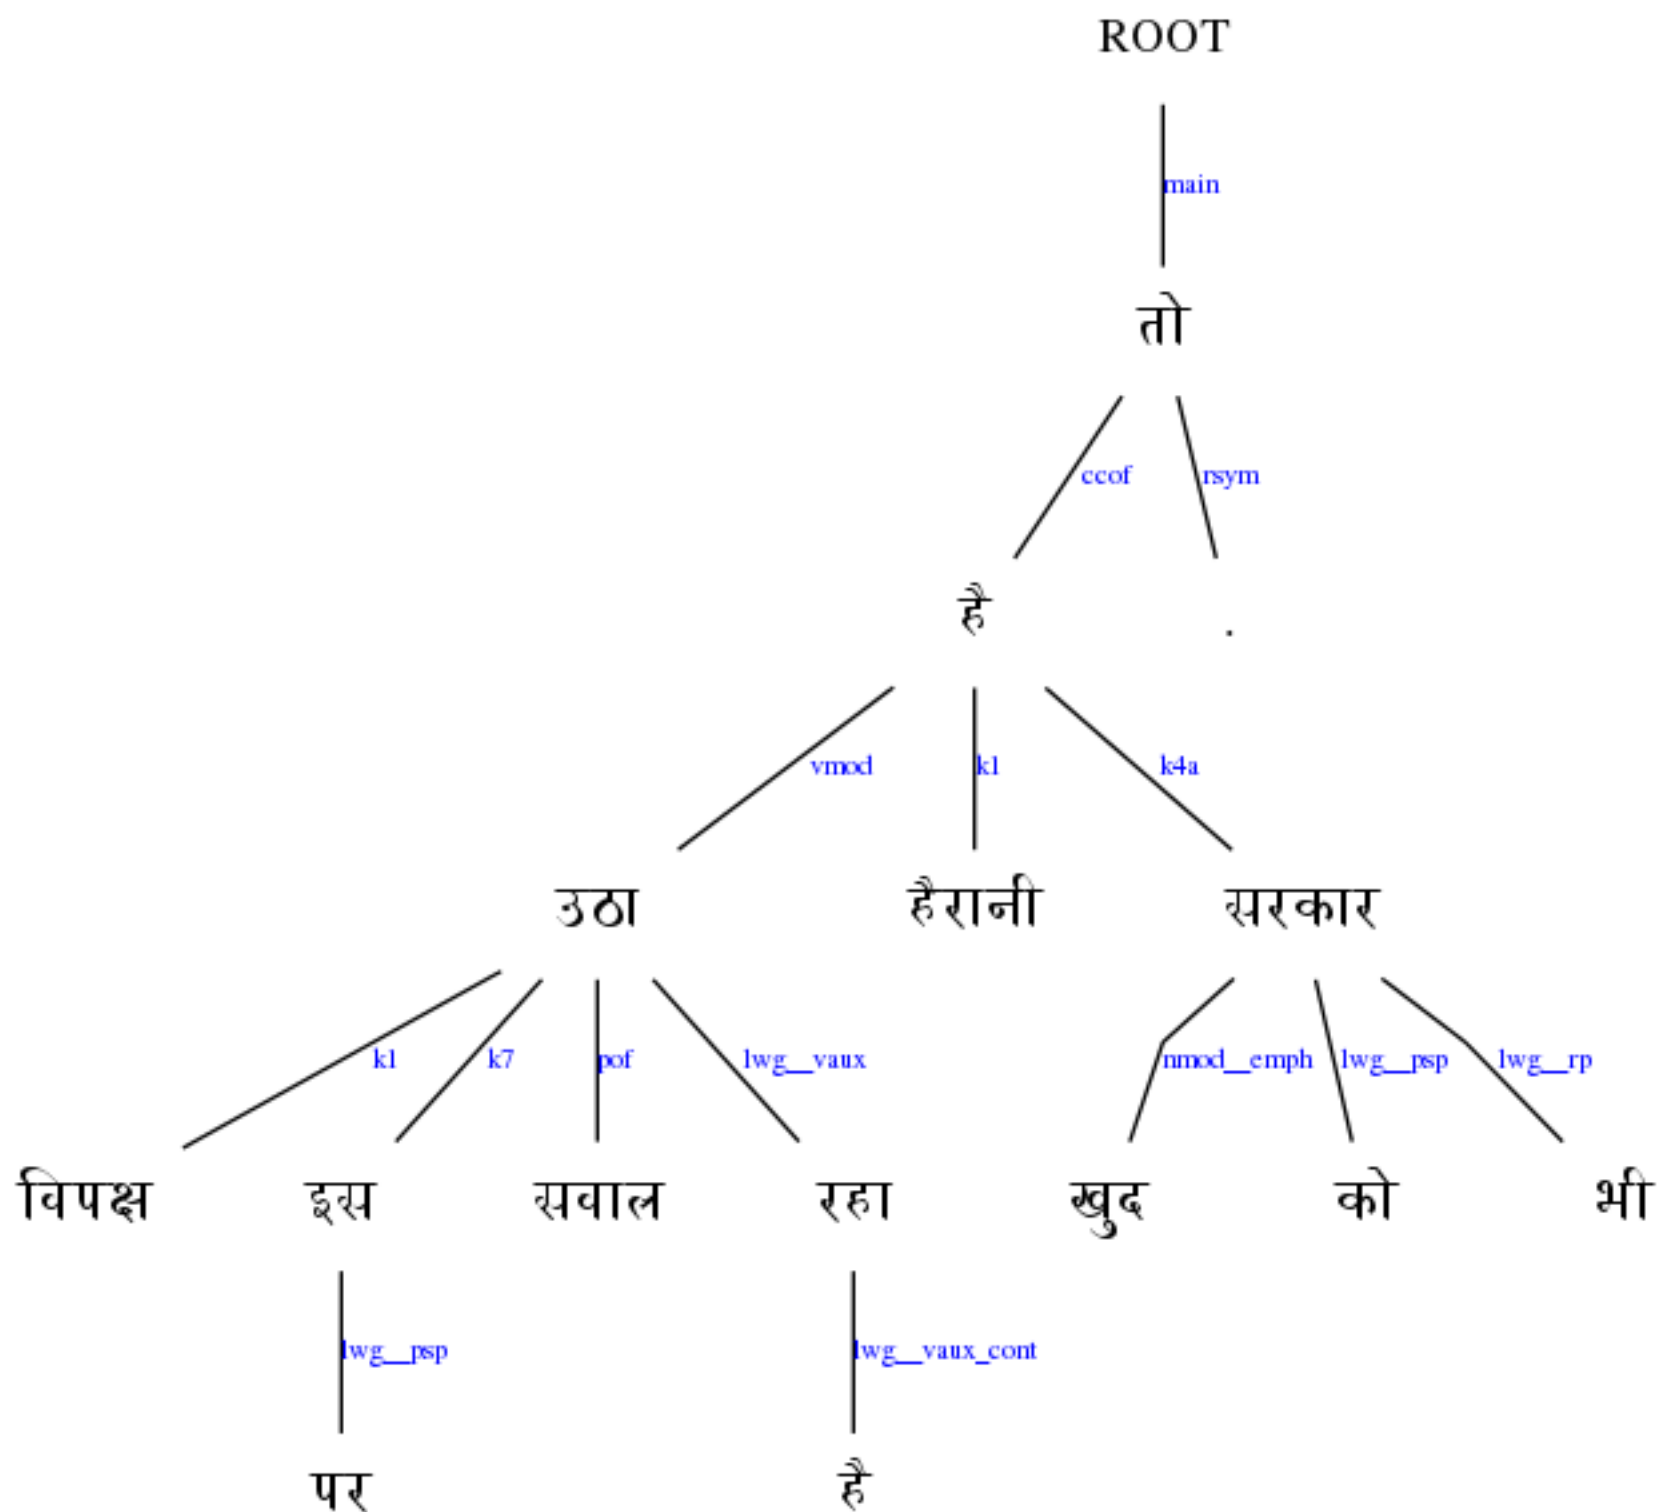 ROOT
main
तो
ccof rsym
है .
vmod k1 k4a
उठा हैरानी सरकार
k1 k7 pof lwg__vaux nmod__emph lwg__psp lwg__rp
विपक्ष इस सवाल रहा खुद को भी
lwg__psp lwg__vaux_cont
पर है